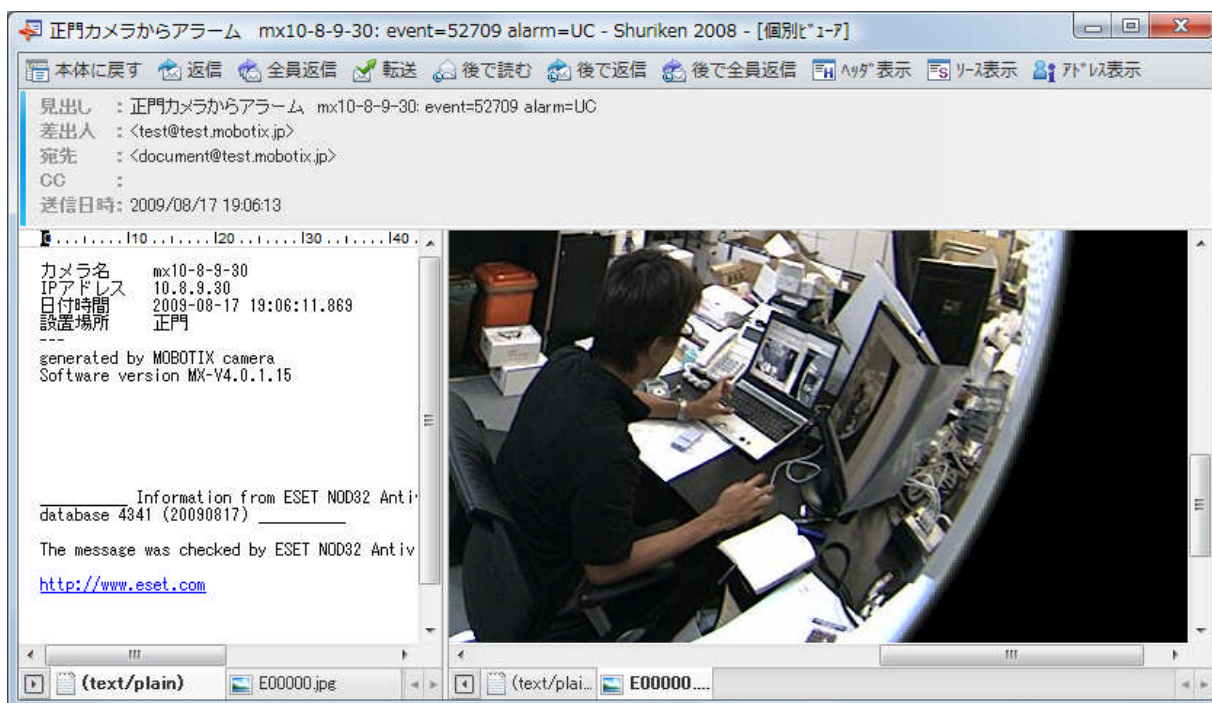 正門カメラからアラーム mx10-8-9-30: event=52709 alarm=UC - Shuriken 2008 - [個別ﾋﾞｭｰｱ]
本体に戻す 返信 全員返信 転送 後で読む 後で返信 後で全員返信 ﾍｯﾀﾞ表示 ｿｰｽ表示 ｱﾄﾞﾚｽ表示
見出し : 正門カメラからアラーム mx10-8-9-30: event=52709 alarm=UC
差出人 : <test@test.mobotix.jp>
宛先 : <document@test.mobotix.jp>
CC :
送信日時: 2009/08/17 19:06:13
0 10 20 30 40
カメラ名 mx10-8-9-30
IPアドレス 10.8.9.30
日付時間 2009-08-17 19:06:11.869
設置場所 正門
---
generated by MOBOTIX camera
Software version MX-V4.0.1.15
__________ Information from ESET NOD32 Anti
database 4341 (20090817) __________
The message was checked by ESET NOD32 Antiv
http://www.eset.com
(text/plain) E00000.jpg (text/plai... E00000....